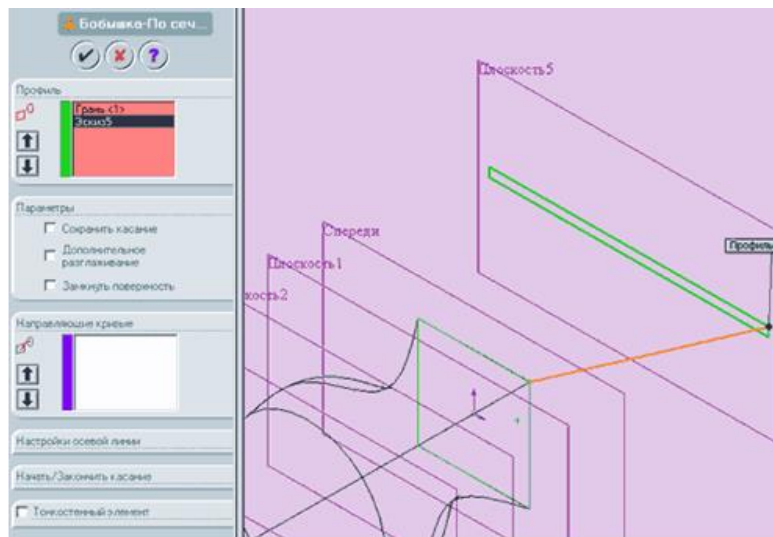 Бобышка-По сеч...
?
Профиль
Грань <1>
Эскиз5
Параметры
Сохранить касание
Дополнительное
разглаживание
Замкнуть поверхность
Направляющие кривые
Настройки осевой линии
Начать/Закончить касание
Тонкостенный элемент
Плоскость5
Профиль
Спереди
Плоскость1
кость2